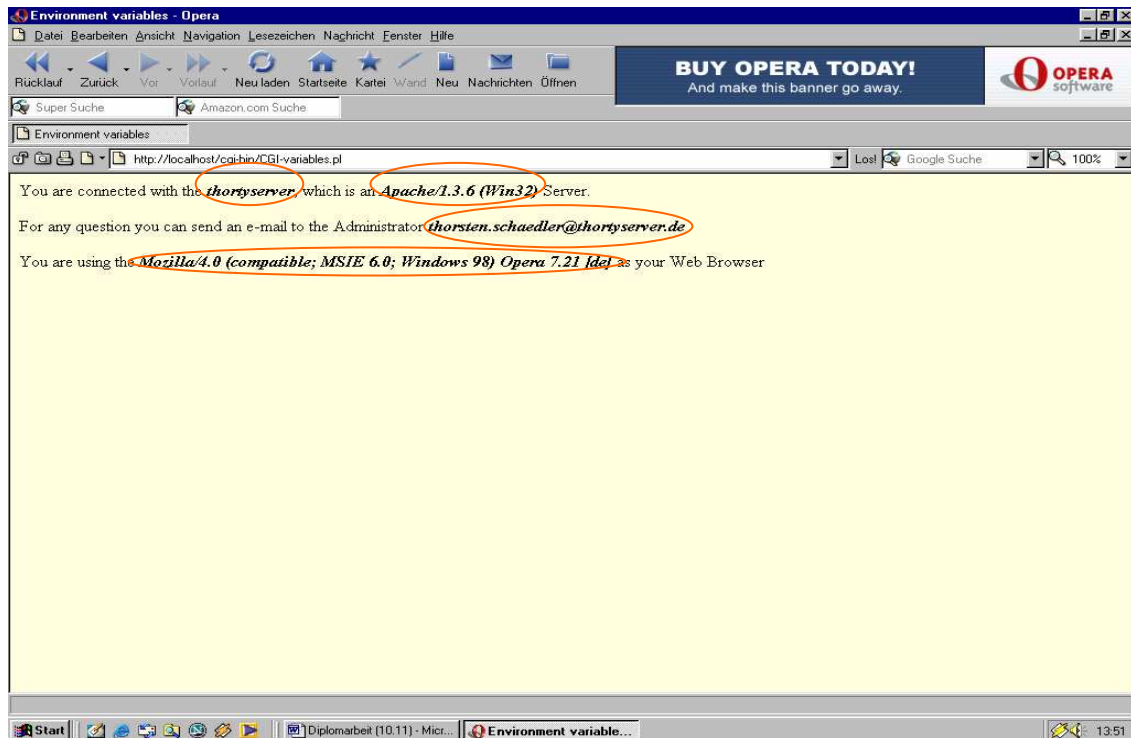 Environment variables - Opera
Datei Bearbeiten Ansicht Navigation Lesezeichen Nachricht Fenster Hilfe
Rücklauf Zurück Vor Vorlauf Neu laden Startseite Kartei Wand Neu Nachrichten Öffnen
BUY OPERA TODAY!
And make this banner go away.
OPERA
software
Super Suche Amazon.com Suche
Environment variables
http://localhost/cgi-bin/CGI-variables.pl Los! Google Suche 100%
You are connected with the thortyserver, which is an Apache/1.3.6 (Win32) Server.
For any question you can send an e-mail to the Administrator thorsten.schaedler@thortyserver.de
You are using the Mozilla/4.0 (compatible; MSIE 6.0; Windows 98) Opera 7.21 [de] as your Web Browser
Start Diplomarbeit (10.11) - Micr... Environment variable... 13:51